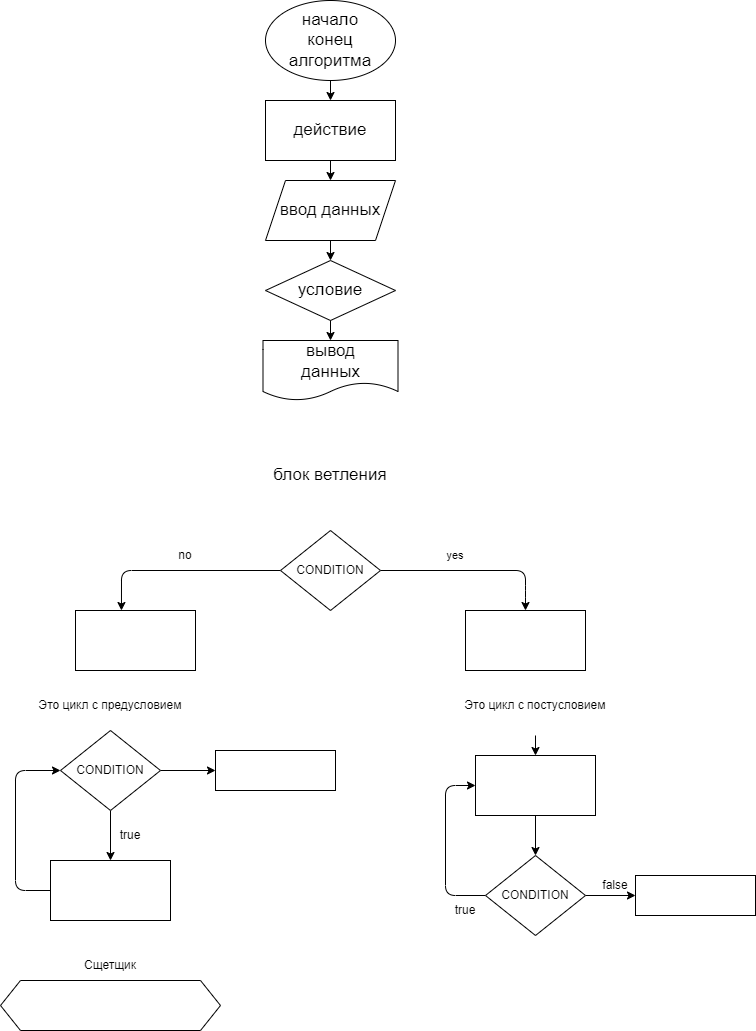 начало
конец
алгоритма
действие
ввод данных
условие
вывод
данных
блок ветления
no
CONDITION
yes
Это цикл с предусловием
Это цикл с постусловием
CONDITION
true
CONDITION
false
true
Сщетщик